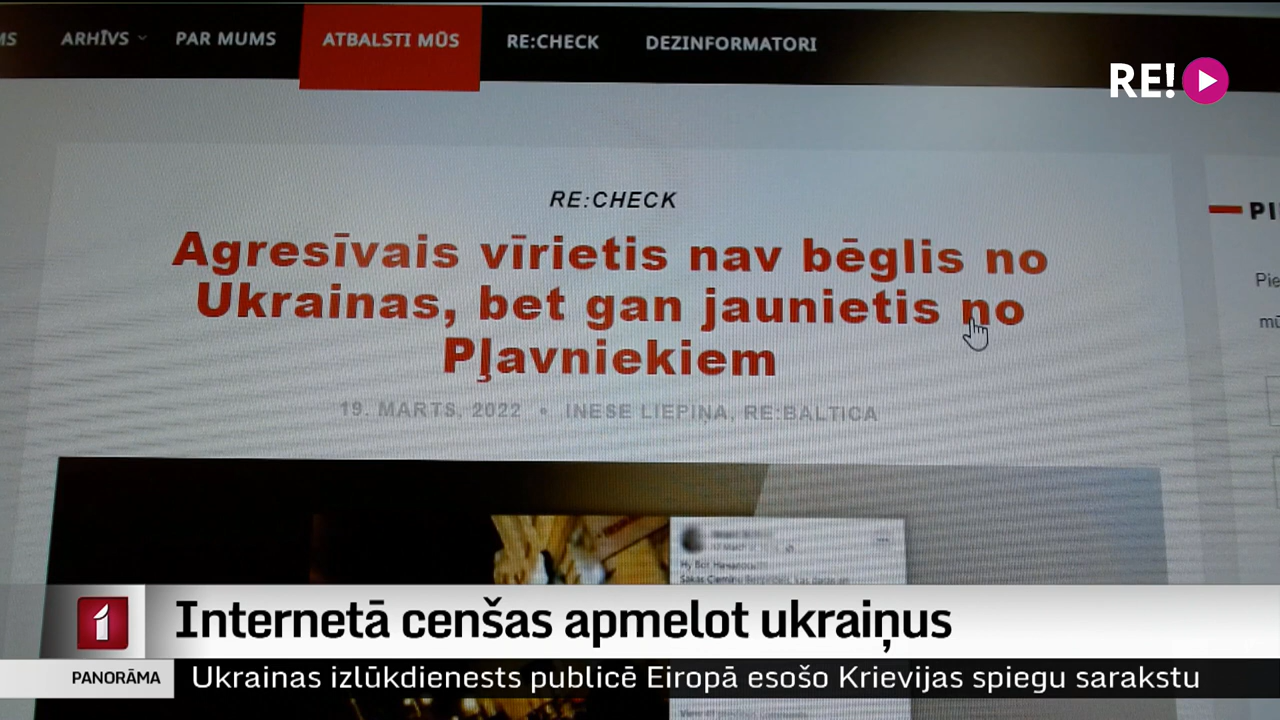 ARHĪVS PAR MUMS ATBALSTI MŪS RE:CHECK DEZINFORMATORI
RE!
RE:CHECK
Agresīvais vīrietis nav bēglis no
Ukrainas, bet gan jaunietis no
Pļavniekiem
19. MARTS, 2022 • INESE LIEPIŅA, RE:BALTICA
1
Internetā cenšas apmelot ukraiņus
PANORĀMA
Ukrainas izlūkdienests publicē Eiropā esošo Krievijas spiegu sarakstu